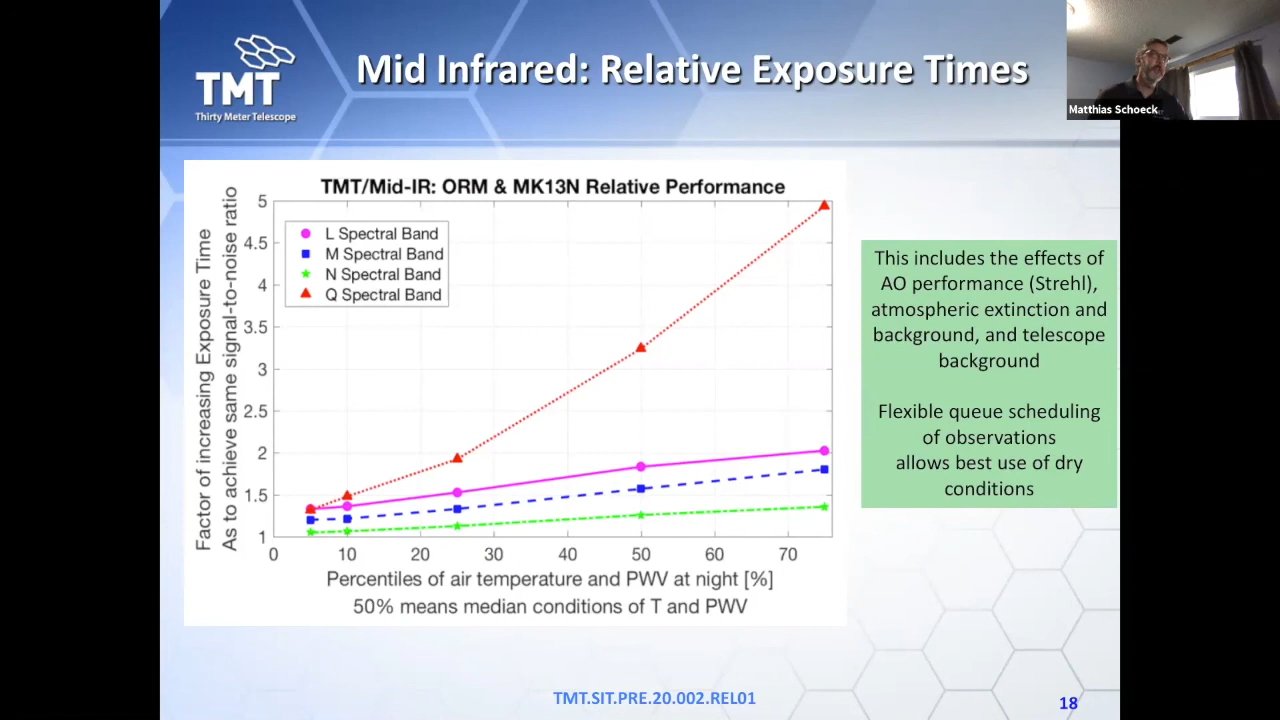 TMT
Thirty Meter Telescope
Mid Infrared: Relative Exposure Times
Matthias Schoeck
TMT/Mid-IR: ORM & MK13N Relative Performance
Factor of increasing Exposure Time
As to achieve same signal-to-noise ratio
5
4.5
4
3.5
3
2.5
2
1.5
1
L Spectral Band
M Spectral Band
N Spectral Band
Q Spectral Band
0 10 20 30 40 50 60 70
Percentiles of air temperature and PWV at night [%]
50% means median conditions of T and PWV
This includes the effects of
AO performance (Strehl),
atmospheric extinction and
background, and telescope
background
Flexible queue scheduling
of observations
allows best use of dry
conditions
TMT.SIT.PRE.20.002.REL01
18